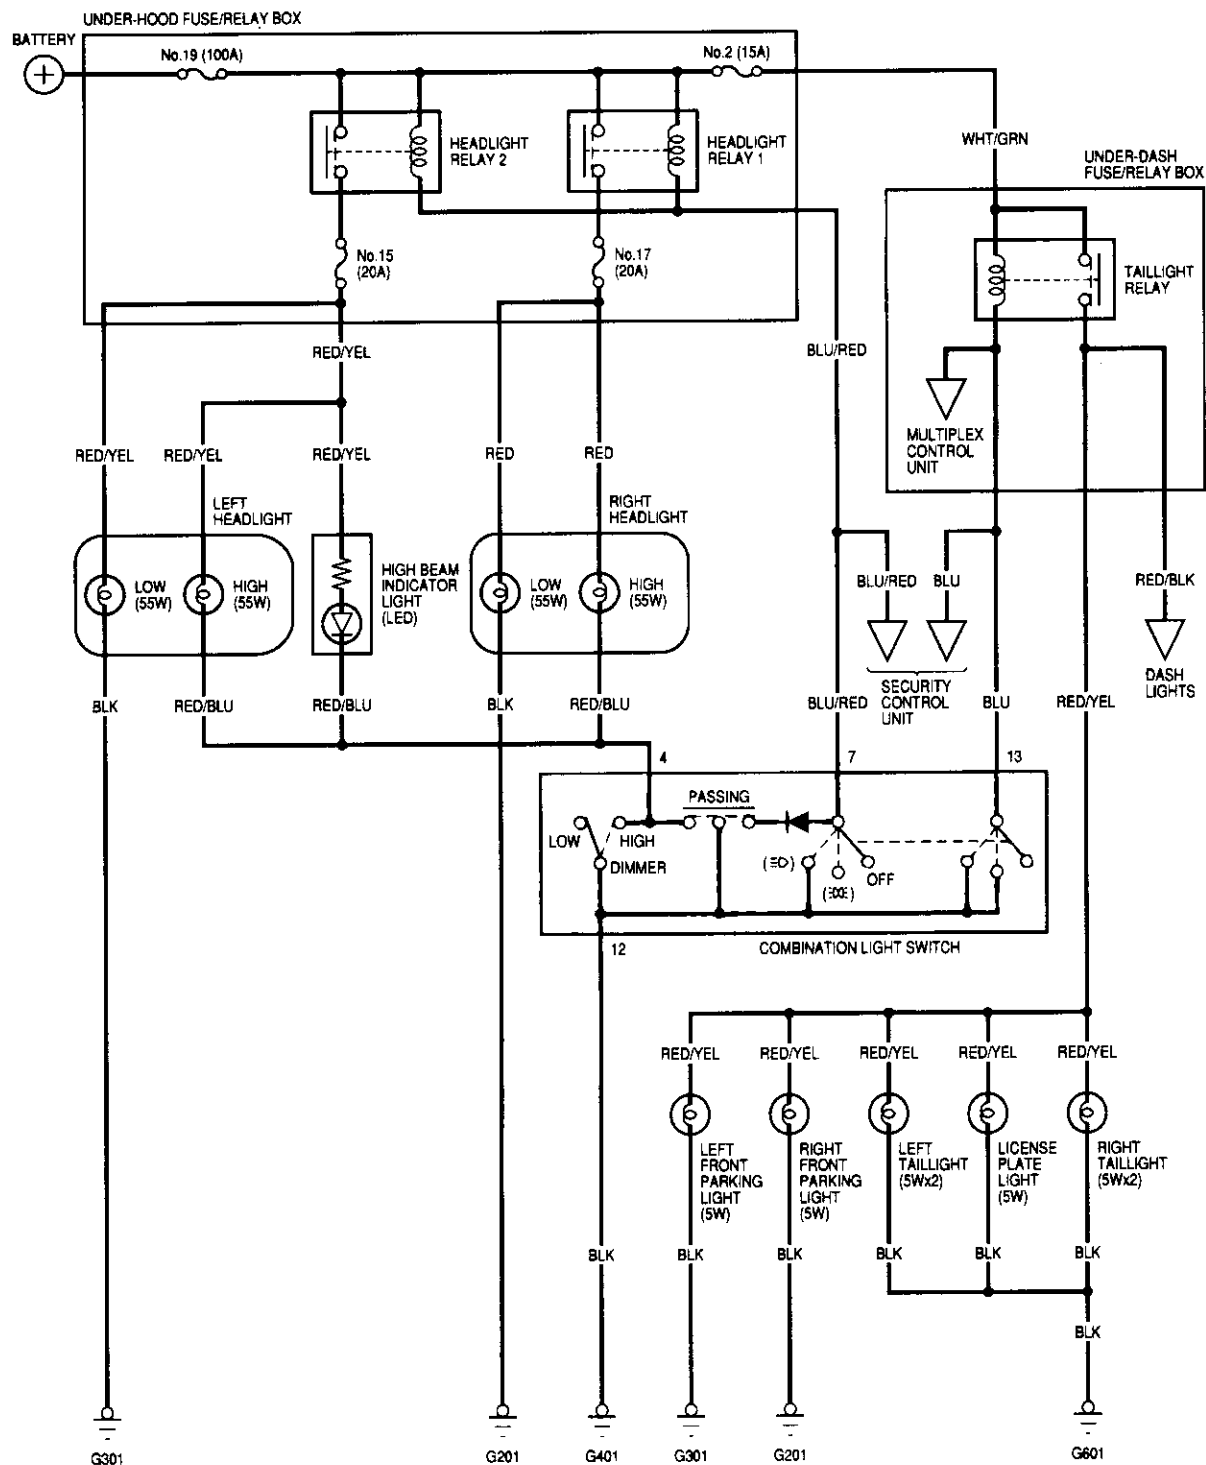 UNDER-HOOD FUSE/RELAY BOX
BATTERY
No.19 (100A)
No.2 (15A)
HEADLIGHT
RELAY 2
HEADLIGHT
RELAY 1
WHT/GRN
UNDER-DASH
FUSE/RELAY BOX
No.15
(20A)
No.17
(20A)
TAILLIGHT
RELAY
RED/YEL
BLU/RED
MULTIPLEX
CONTROL
UNIT
RED/YEL
RED/YEL
RED/YEL
RED
RED
LEFT
HEADLIGHT
RIGHT
HEADLIGHT
LOW
(55W)
HIGH
(55W)
HIGH BEAM
INDICATOR
LIGHT
(LED)
LOW
(55W)
HIGH
(55W)
BLU/RED
BLU
RED/BLK
SECURITY
CONTROL
UNIT
DASH
LIGHTS
BLK
RED/BLU
RED/BLU
BLK
RED/BLU
BLU/RED
BLU
RED/YEL
4
7
13
PASSING
LOW
HIGH
DIMMER
OFF
12
COMBINATION LIGHT SWITCH
RED/YEL
RED/YEL
RED/YEL
RED/YEL
RED/YEL
LEFT
FRONT
PARKING
LIGHT
(5W)
RIGHT
FRONT
PARKING
LIGHT
(5W)
LEFT
TAILLIGHT
(5Wx2)
LICENSE
PLATE
LIGHT
(5W)
RIGHT
TAILLIGHT
(5Wx2)
BLK
BLK
BLK
BLK
BLK
BLK
BLK
G301
G201
G401
G301
G201
G601